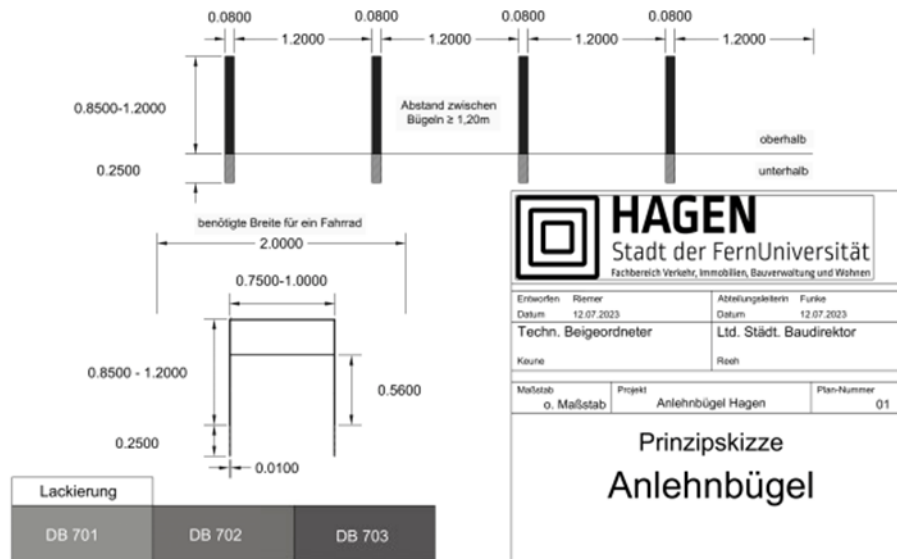 0.0800 0.0800 0.0800 0.0800
1.2000 1.2000 1.2000 1.2000
0.8500-1.2000
Abstand zwischen
Bügeln ≥ 1,20m
oberhalb
0.2500
unterhalb
benötigte Breite für ein Fahrrad
2.0000
0.7500-1.0000
0.8500 - 1.2000
0.5600
0.2500
0.0100
Lackierung
DB 701 DB 702 DB 703
HAGEN
Stadt der FernUniversität
Fachbereich Verkehr, Immobilien, Bauverwaltung und Wohnen
Entworfen Riemer Abteilungsleiterin Funke
Datum 12.07.2023 Datum 12.07.2023
Techn. Beigeordneter Ltd. Städt. Baudirektor
Keune Reeh
Maßstab Projekt Plan-Nummer
o. Maßstab Anlehnbügel Hagen 01
Prinzipskizze
Anlehnbügel